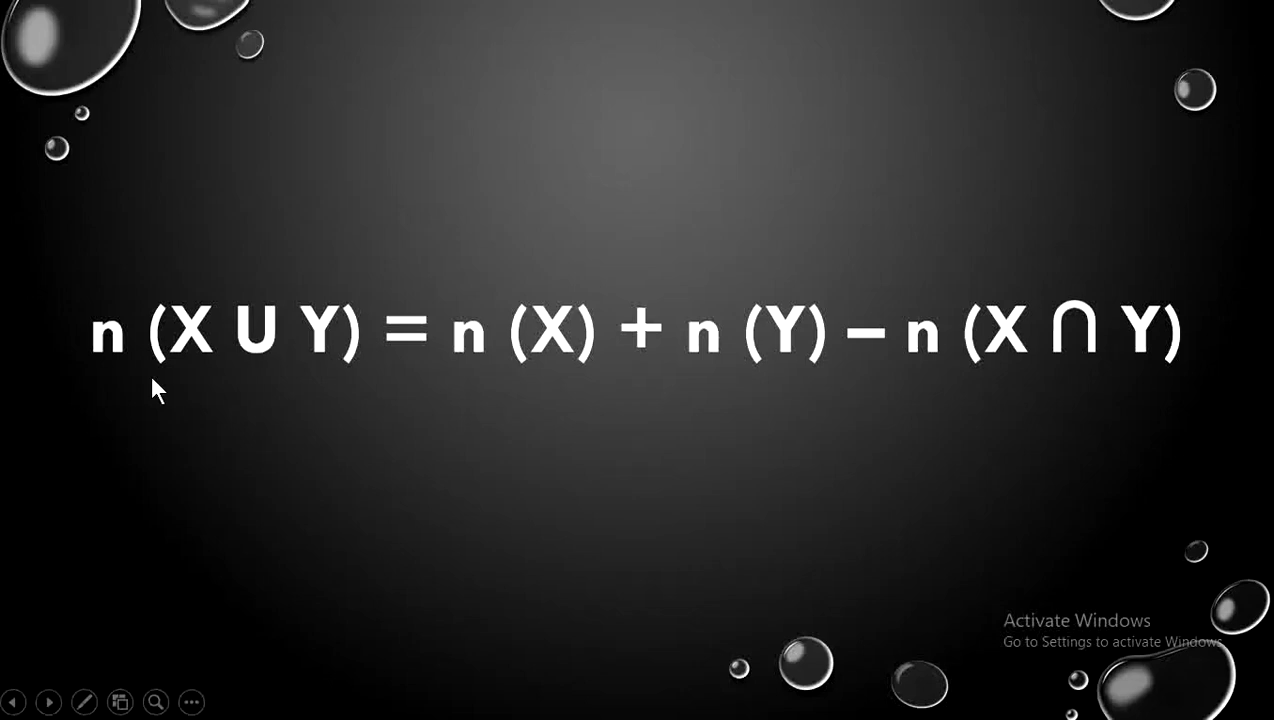 n (X U Y) = n (X) + n (Y) – n (X ∩ Y)
Activate Windows
Go to Settings to activate Windows.